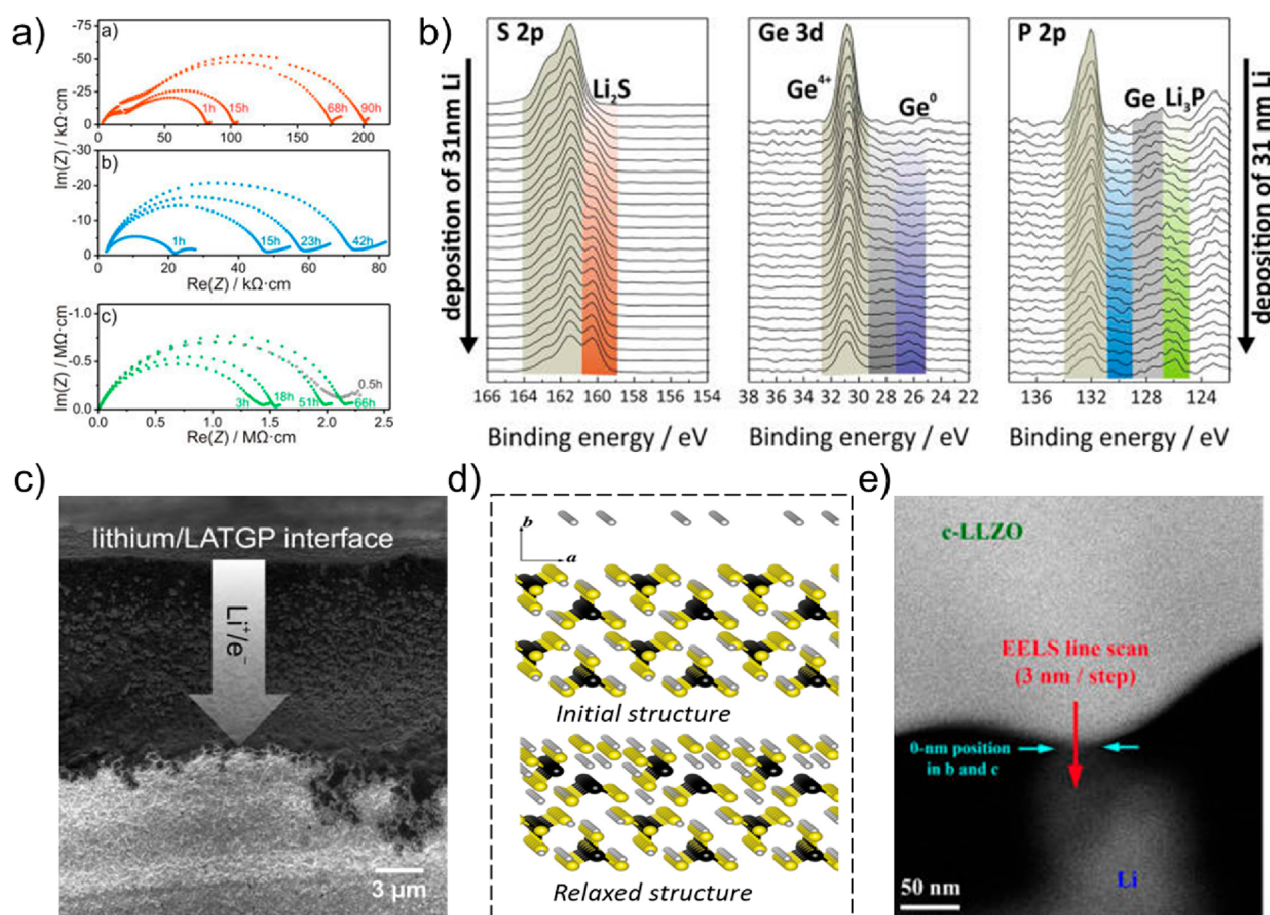 a)
a)
-75
-50
-25
0
0 50 100 150 200
1h 15h 68h 90h
Im(Z) / kΩ·cm
b)
-30
-20
-10
0
0 20 40 60 80
1h 15h 23h 42h
Re(Z) / kΩ·cm
c)
-1.0
-0.5
0.0
0.0 0.5 1.0 1.5 2.0 2.5
0.5h
3h 18h 51h 66h
Im(Z) / MΩ·cm
Re(Z) / MΩ·cm
b)
deposition of 31nm Li
S 2p
Li₂S
166 164 162 160 158 156 154
Binding energy / eV
Ge 3d
Ge⁴⁺
Ge⁰
38 36 34 32 30 28 26 24 22
Binding energy / eV
P 2p
Ge Li₃P
136 132 128 124
Binding energy / eV
deposition of 31 nm Li
c)
lithium/LATGP interface
Li⁺/e⁻
3 μm
d)
b
a
Initial structure
Relaxed structure
e)
c-LLZO
EELS line scan
(3 nm / step)
0-nm position
in b and c
Li
50 nm